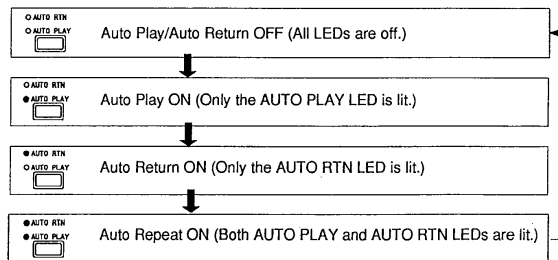 AUTO RTN
AUTO PLAY
Auto Play/Auto Return OFF (All LEDs are off.)
AUTO RTN
AUTO PLAY
Auto Play ON (Only the AUTO PLAY LED is lit.)
AUTO RTN
AUTO PLAY
Auto Return ON (Only the AUTO RTN LED is lit.)
AUTO RTN
AUTO PLAY
Auto Repeat ON (Both AUTO PLAY and AUTO RTN LEDs are lit.)